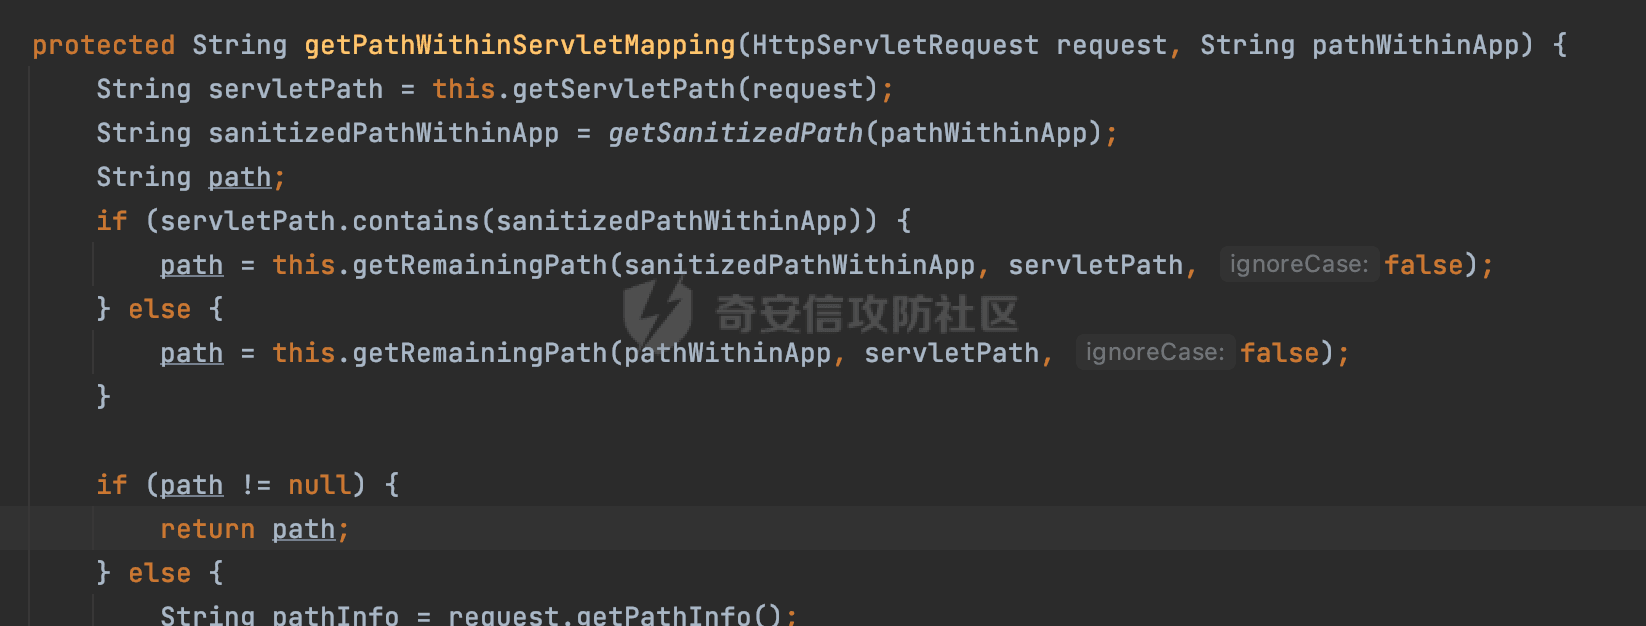 protected String getPathWithinServletMapping(HttpServletRequest request, String pathWithinApp) {
String servletPath = this.getServletPath(request);
String sanitizedPathWithinApp = getSanitizedPath(pathWithinApp);
String path;
if (servletPath.contains(sanitizedPathWithinApp)) {
path = this.getRemainingPath(sanitizedPathWithinApp, servletPath, ignoreCase: false);
} else {
奇安信攻防社区
path = this.getRemainingPath(pathWithinApp, servletPath, ignoreCase: false);
}
if (path != null) {
return path;
} else {
String pathInfo = request.getPathInfo();